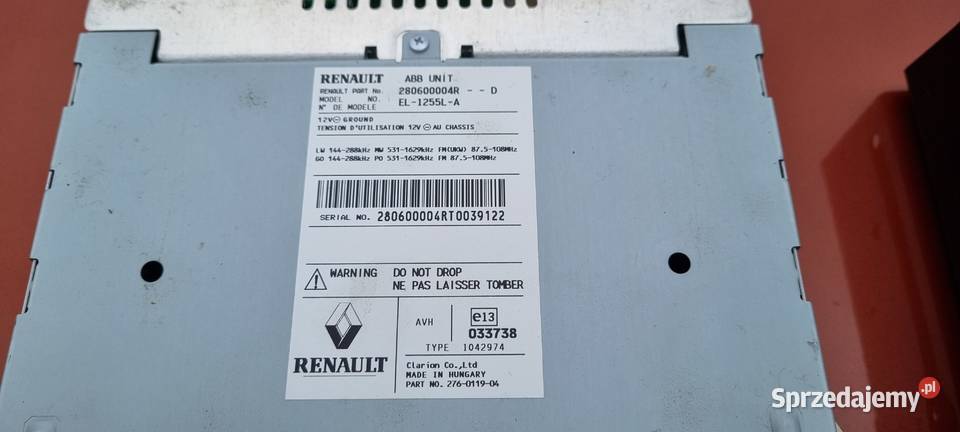 RENAULT ABB UNIT
RENAULT PART No. 280600004R - - D
MODEL NO. EL-1255L-A
N° DE MODELE
12V⊖GROUND
TENSION D'UTILISATION 12V ⊖ AU CHASSIS
LW 144-288kHz MW 531-1629kHz FM(UKW) 87.5-108MHz
GO 144-288kHz PO 531-1629kHz FM 87.5-108MHz
SERIAL NO. 280600004RT0039122
WARNING DO NOT DROP
NE PAS LAISSER TOMBER
RENAULT
AVH e13
033738
TYPE 1042974
Clarion Co.,Ltd
MADE IN HUNGARY
PART NO. 276-0119-04
Sprzedajemy.pl